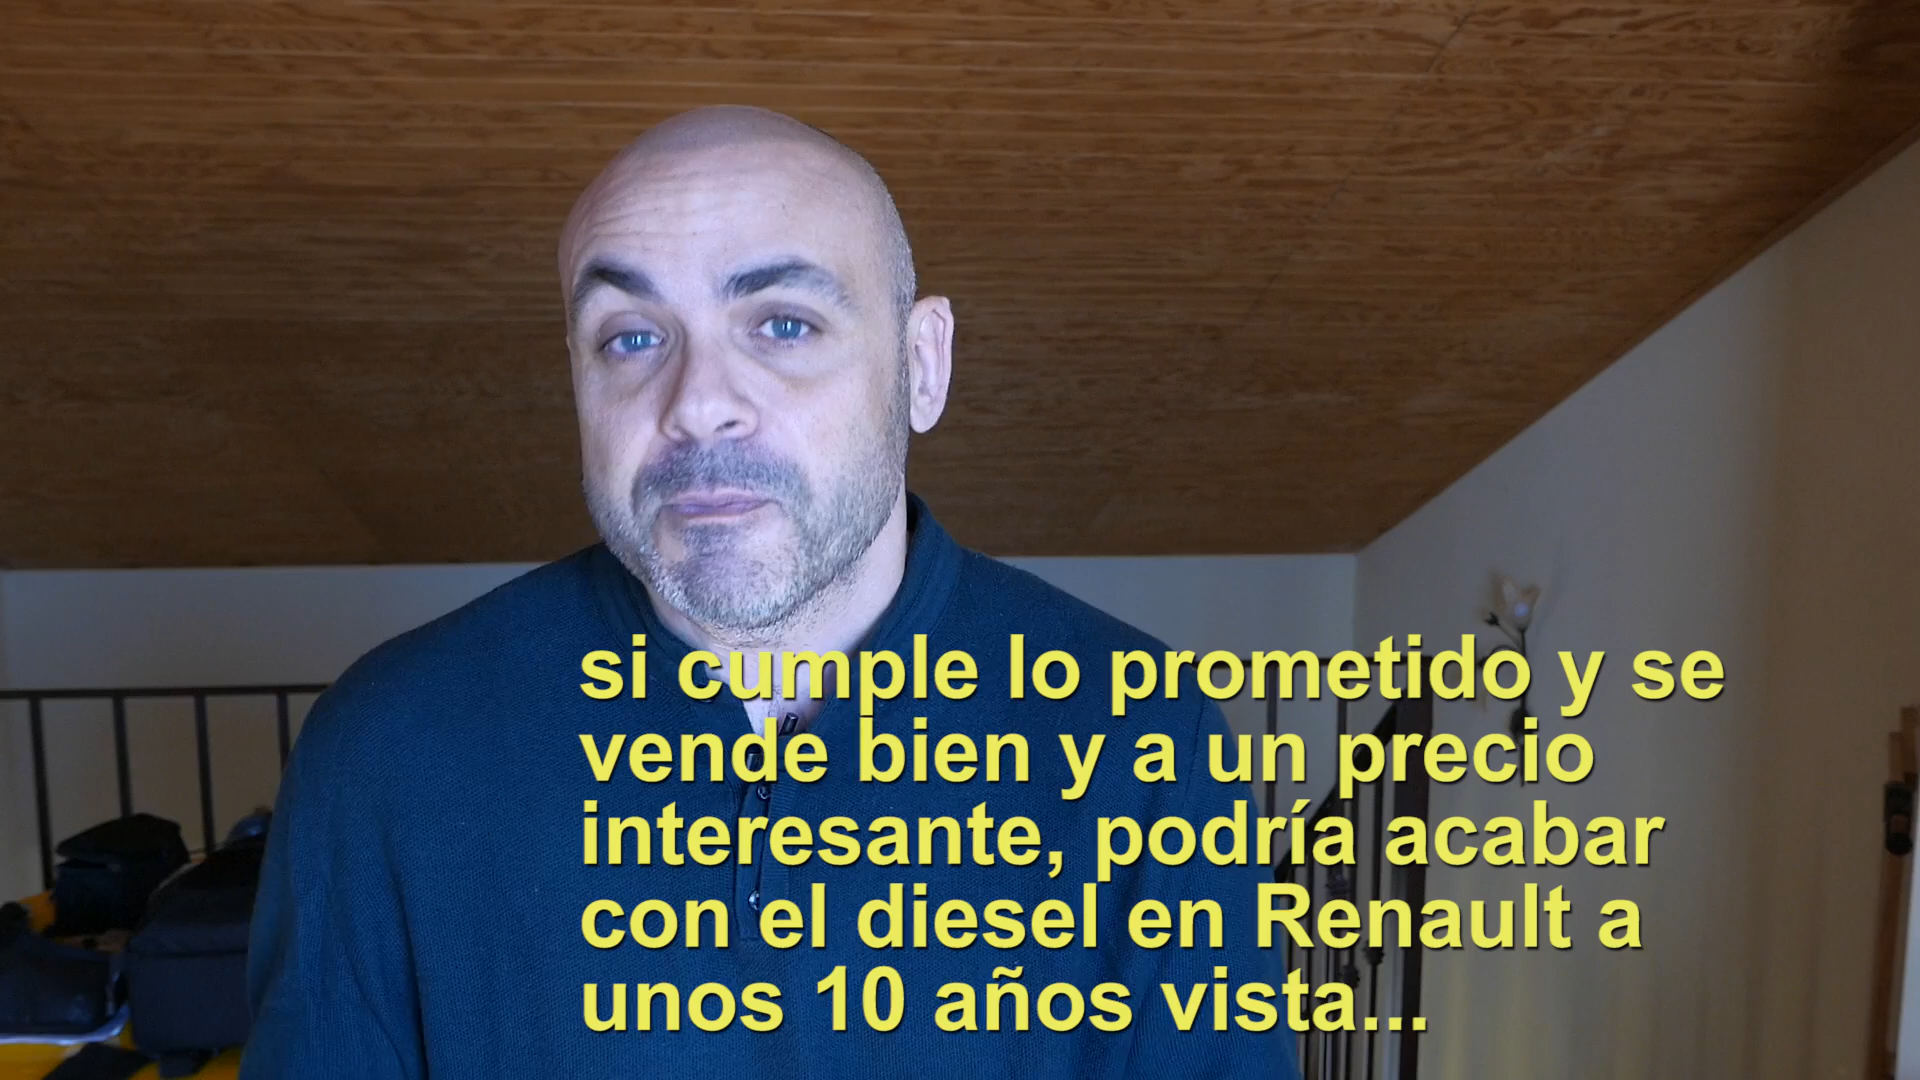 si cumple lo prometido y se
vende bien y a un precio
interesante, podría acabar
con el diesel en Renault a
unos 10 años vista...